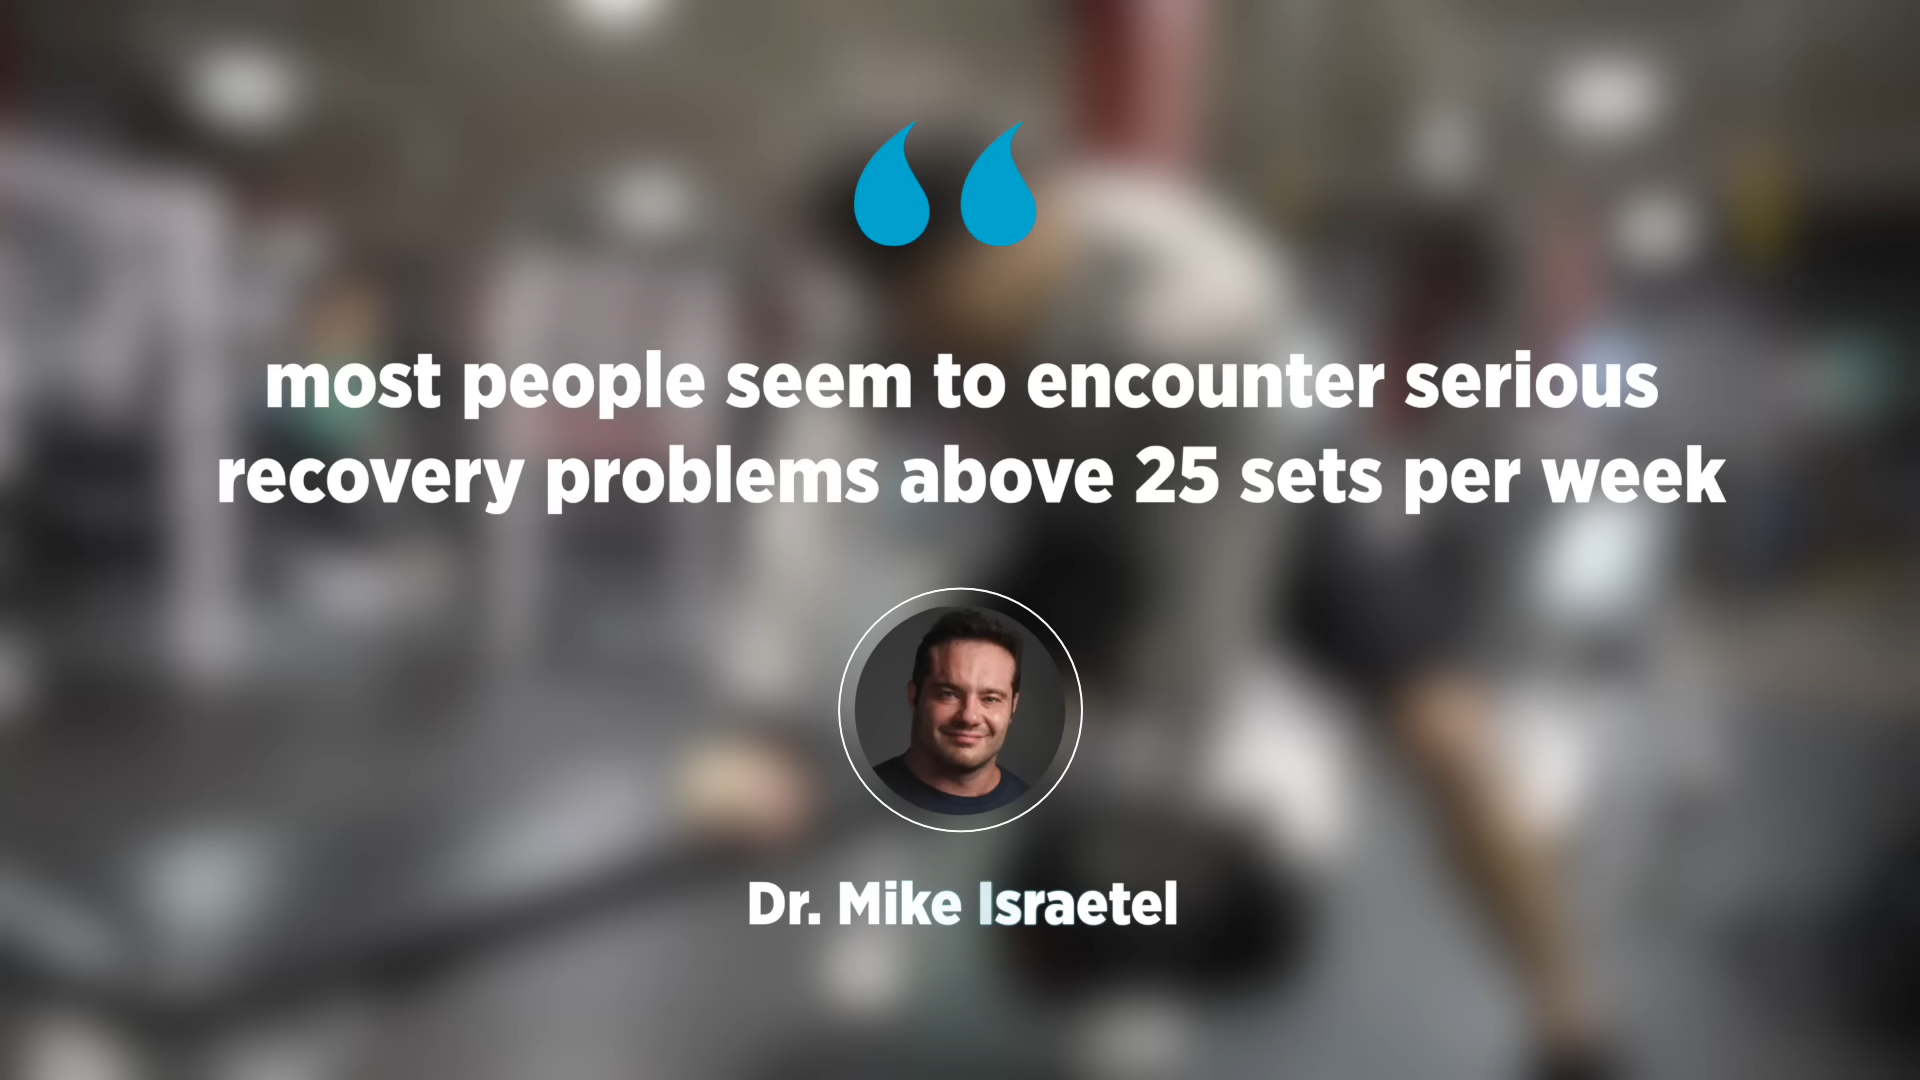 most people seem to encounter serious
recovery problems above 25 sets per week
Dr. Mike Israetel